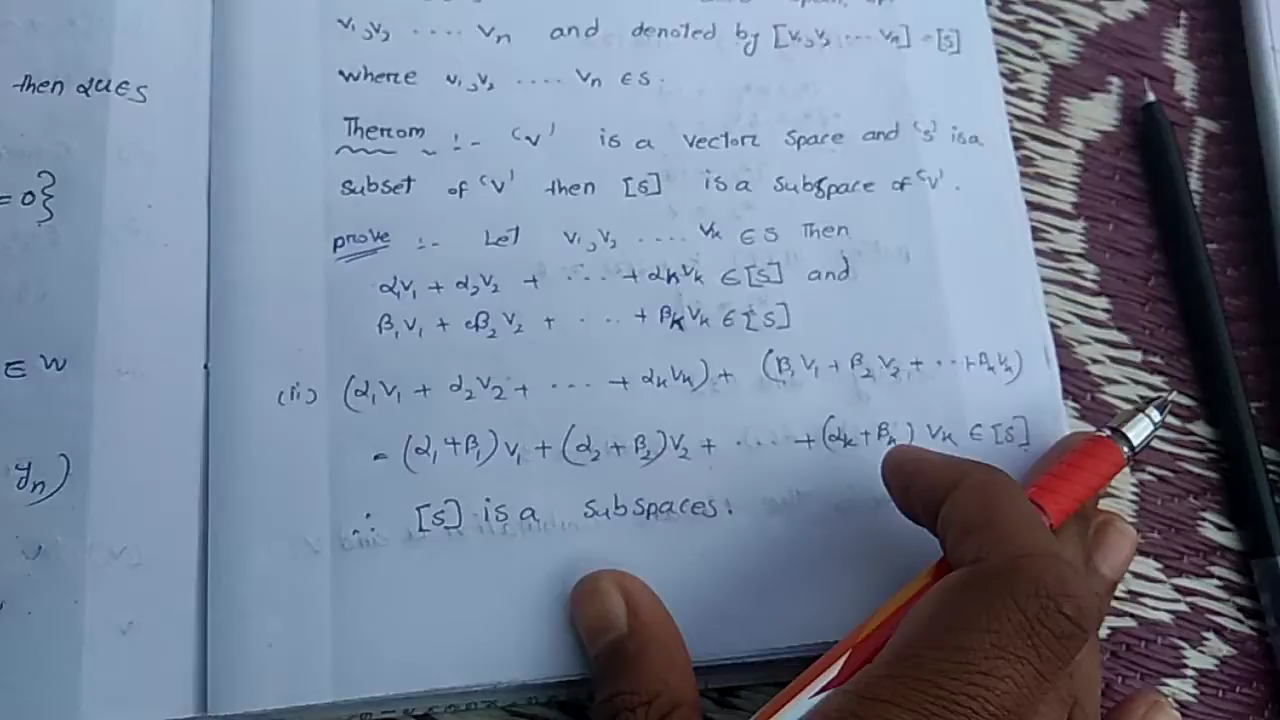 then αu ∈ S
= 0}
∈ W
yn)
v₁,v₂ .... vn and denoted by [v₁,v₂ ... vn] = [S]
where v₁,v₂ .... vn ∈ S.
Therom :- 'V' is a vector space and 'S' is a
subset of 'V' then [S] is a subspace of 'V'.
prove :- Let v₁,v₂ .... vk ∈ S Then
α₁v₁ + α₂v₂ + .... + αkvk ∈ [S] and
β₁v₁ + β₂v₂ + .... + βkvk ∈ [S]
(ii) (α₁v₁ + α₂v₂ + .... + αkvk) + (β₁v₁ + β₂v₂ + ... + βkvk)
= (α₁+β₁)v₁ + (α₂+β₂)v₂ + .... + (αk+βk)vk ∈ [S]
∴ [S] is a subspaces.